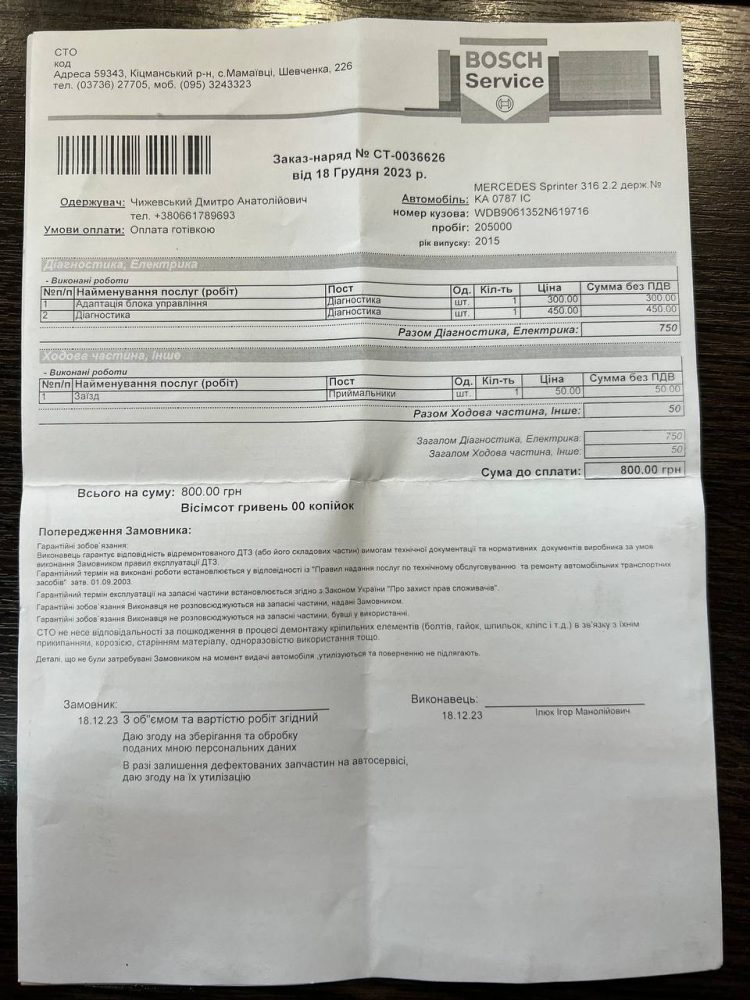 СТО
код
Адреса 59343, Кіцманський р-н, с.Мамаївці, Шевченка, 226
тел. (03736) 27705, моб. (095) 3243323
BOSCH
Service
Заказ-наряд № СТ-0036626
від 18 Грудня 2023 р.
Одержувач: Чижевський Дмитро Анатолійович
тел. +380661789693
Умови оплати: Оплата готівкою
MERCEDES Sprinter 316 2.2 держ.№
Автомобіль: КА 0787 ІС
номер кузова: WDB9061352N619716
пробіг: 205000
рік випуску: 2015
Діагностика, Електрика
- Виконані роботи
№п/п Найменування послуг (робіт) Пост Од. Кіл-ть Ціна Сумма без ПДВ
1 Адаптація блока управління Діагностика шт. 1 300.00 300.00
2 Діагностика Діагностика шт. 1 450.00 450.00
Разом Діагностика, Електрика: 750
Ходова частина, Інше
- Виконані роботи
№п/п Найменування послуг (робіт) Пост Од. Кіл-ть Ціна Сумма без ПДВ
1 Заїзд Приймальники шт. 1 50.00 50.00
Разом Ходова частина, Інше: 50
Загалом Діагностика, Електрика: 750
Загалом Ходова частина, Інше: 50
Сума до сплати: 800.00 грн
Всього на суму: 800.00 грн
Вісімсот гривень 00 копійок
Попередження Замовника:
Гарантійні зобов`язання:
Виконавець гарантує відповідність відремонтованого ДТЗ (або його складових частин) вимогам технічної документації та нормативних документів виробника за умов
виконання Замовником правил експлуатації ДТЗ.
Гарантійний термін на виконані роботи встановлюється у відповідності із "Правил надання послуг по технічному обслуговуванню та ремонту автомобільних транспортних
засобів" затв. 01.09.2003.
Гарантійний термін експлуатації на запасні частини встановлюється згідно з Законом України "Про захист прав споживачів".
Гарантійні зобов`язання Виконавця не розповсюджуються на запасні частини, надані Замовником.
Гарантійні зобов`язання Виконавця не розповсюджуються на запасні частини, бувші у використанні.
СТО не несе відповідальності за пошкодження в процесі демонтажу кріпильних елементів (болтів, гайок, шпильок, кліпс і т.д.) в зв'язку з їхнім
прикипанням, корозією, старінням матеріалу, одноразовістю використання тощо.
Деталі, що не були затребувані Замовником на момент видачі автомобіля ,утилізуються та поверненню не підлягають.
Замовник:
18.12.23 З об"ємом та вартістю робіт згідний
Даю згоду на зберігання та обробку
поданих мною персональних даних
В разі залишення дефектованих запчастин на автосервісі,
даю згоду на їх утилізацію
Виконавець:
18.12.23 Ілюк Ігор Манолійович